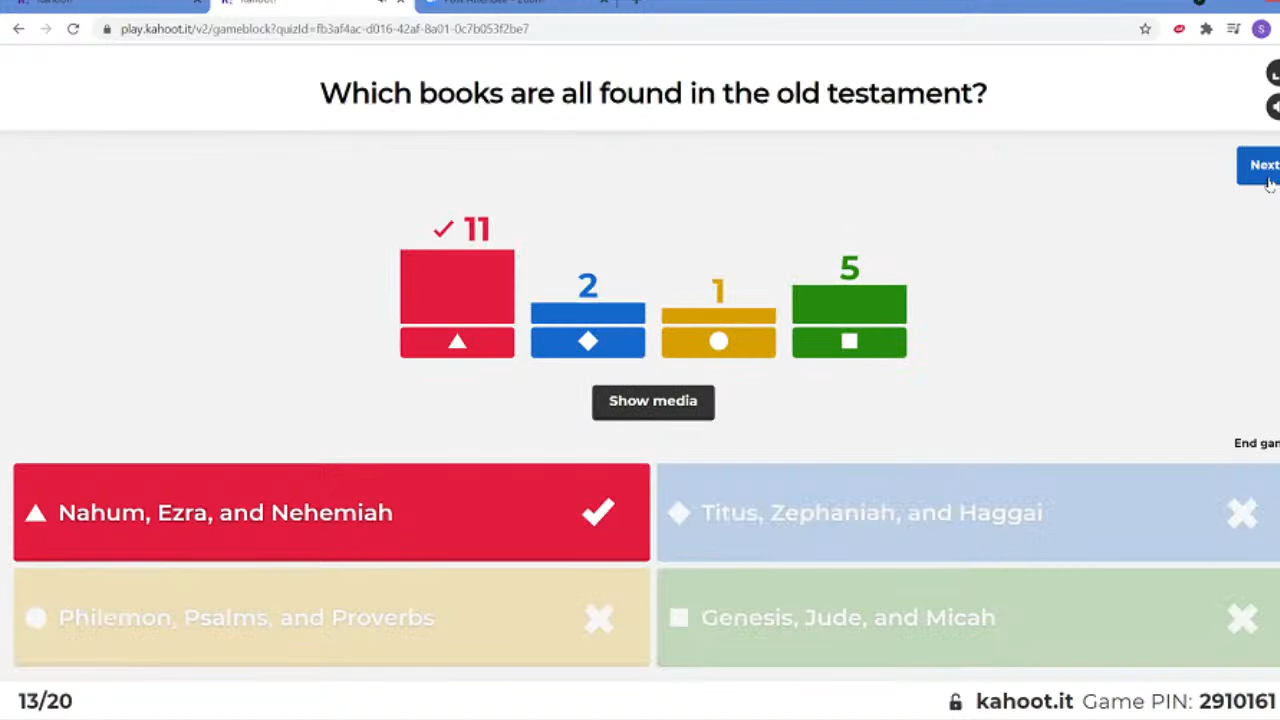 play.kahoot.it/v2/gameblock?quizId=fb3af4ac-d016-42af-8a01-0c7b053f2be7
S
Which books are all found in the old testament?
Next
11
2
1
5
Show media
End gam
Nahum, Ezra, and Nehemiah
Titus, Zephaniah, and Haggai
Philemon, Psalms, and Proverbs
Genesis, Jude, and Micah
13/20
kahoot.it Game PIN: 2910161